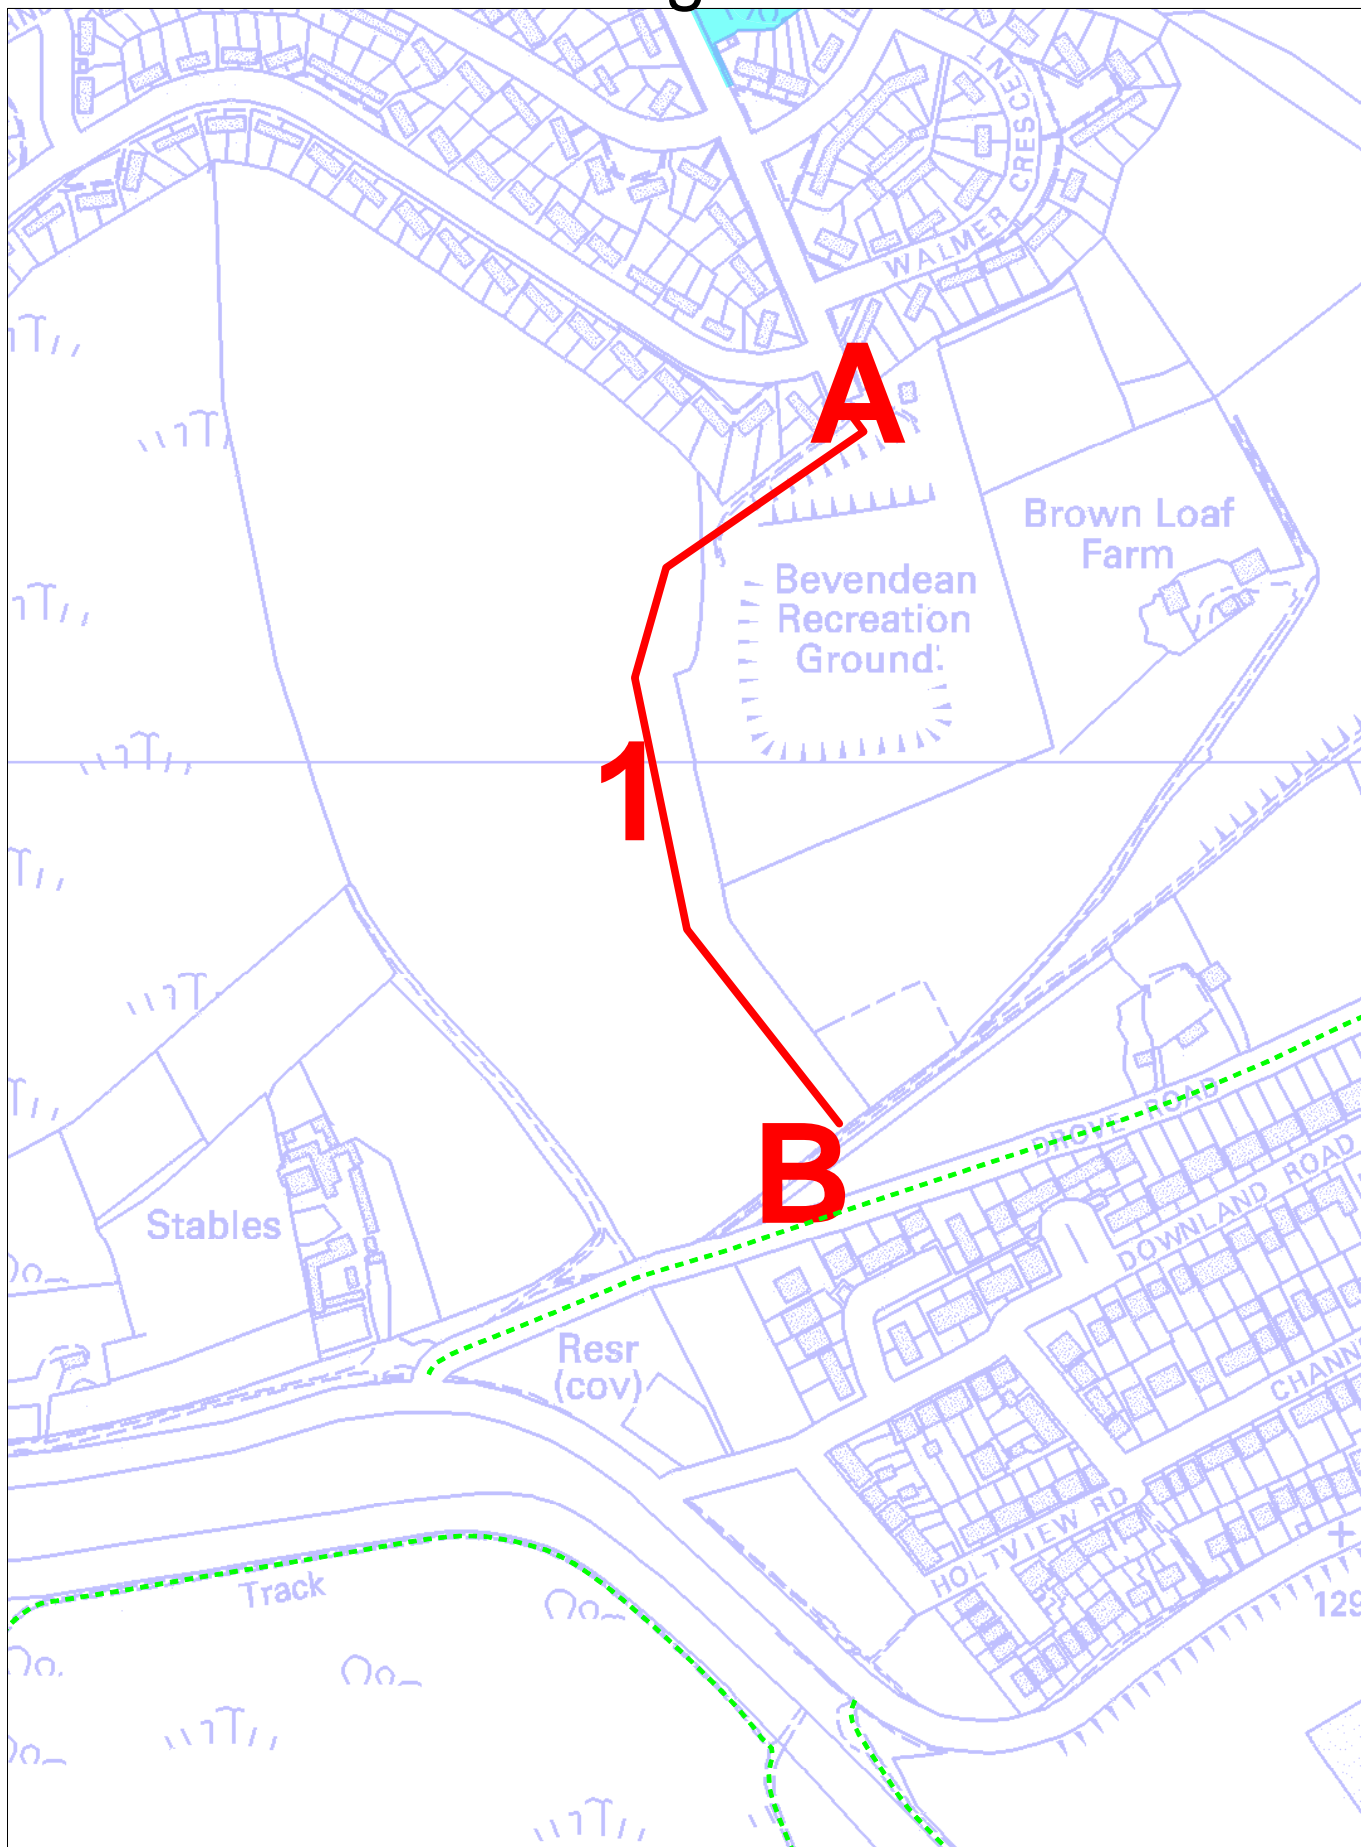 WALMER CRESCEN
A
Brown Loaf
Farm
Bevendean
Recreation
Ground
1
B
DROVE ROAD
DOWNLAND ROAD
Stables
Resr
(cov)
CHANN
HOLTVIEW RD
Track
129